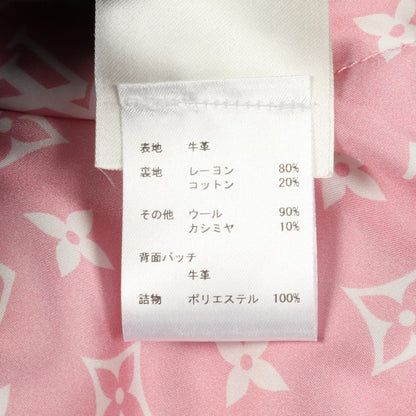 表地 牛革
裏地 レーヨン 80%
コットン 20%
その他 ウール 90%
カシミヤ 10%
背面パッチ
牛革
詰物 ポリエステル 100%